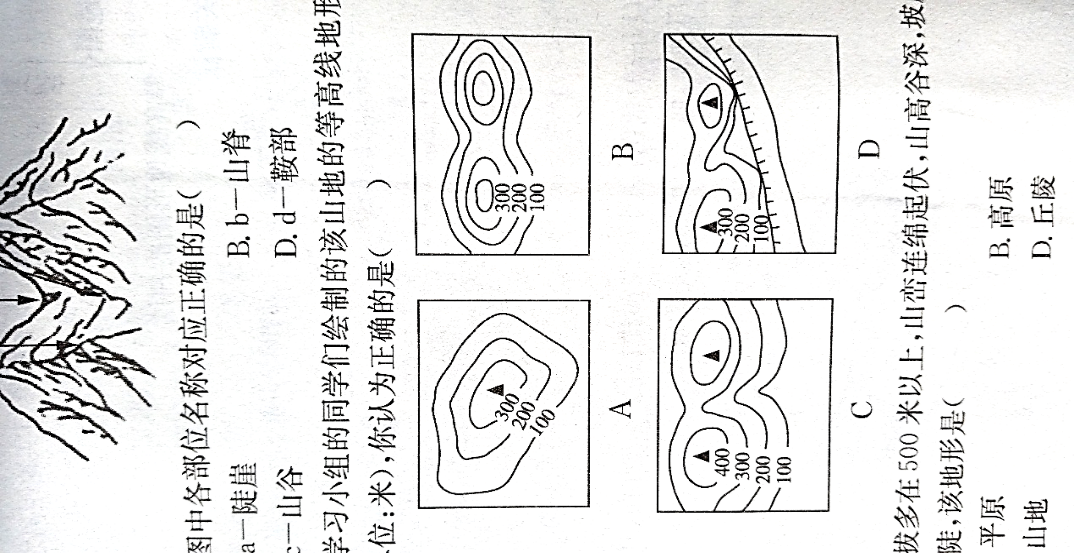 图中各部位名称对应正确的是( )
a—陡崖 B. b—山脊
c—山谷 D. d—鞍部
学习小组的同学们绘制的该山地的等高线地形
位:米),你认为正确的是( )
300
200
100
A
300
200
100
B
400
300
200
100
C
300
200
100
D
拔多在500米以上,山峦连绵起伏,山高谷深,坡
陡,该地形是( )
平原 B. 高原
山地 D. 丘陵